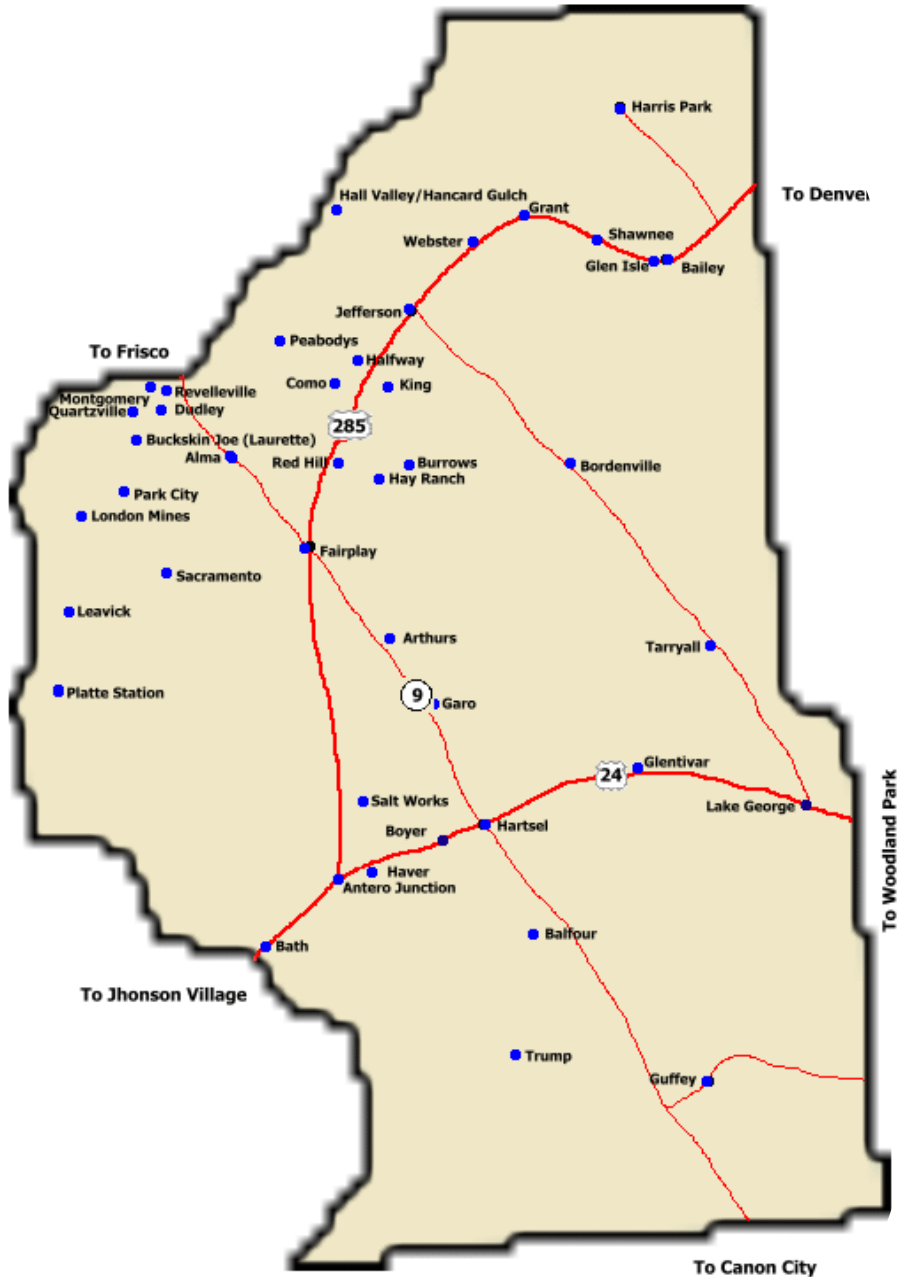 Harris Park
To Denve
Hall Valley/Hancard Gulch
Grant
Webster
Shawnee
Glen Isle
Bailey
Jefferson
Peabodys
To Frisco
Halfway
Como
King
Montgomery
Revelleville
Quartzville
Dudley
285
Buckskin Joe (Laurette)
Alma
Red Hill
Burrows
Bordenville
Hay Ranch
Park City
London Mines
Fairplay
Sacramento
Leavick
Arthurs
Tarryall
Platte Station
9
Garo
Glentivar
24
Salt Works
Lake George
Boyer
Hartsel
To Woodland Park
Haver
Antero Junction
Balfour
Bath
To Jhonson Village
Trump
Guffey
To Canon City